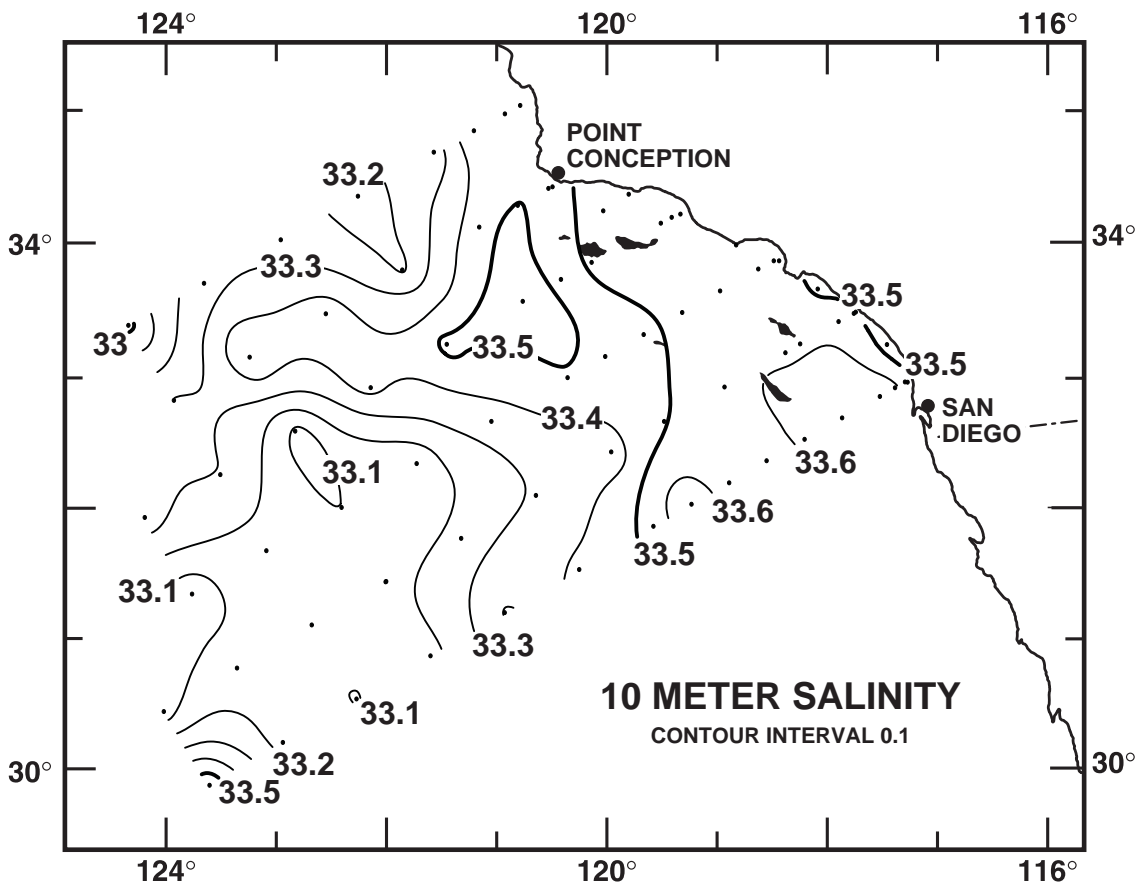 124° 120° 116°
POINT
CONCEPTION
33.2
34° 34°
33.3
33.5
33
33.5
33.5
33.4
SAN
DIEGO
33.6
33.1
33.6
33.5
33.1
33.3
10 METER SALINITY
33.1
CONTOUR INTERVAL 0.1
33.2
30° 30°
33.5
124° 120° 116°